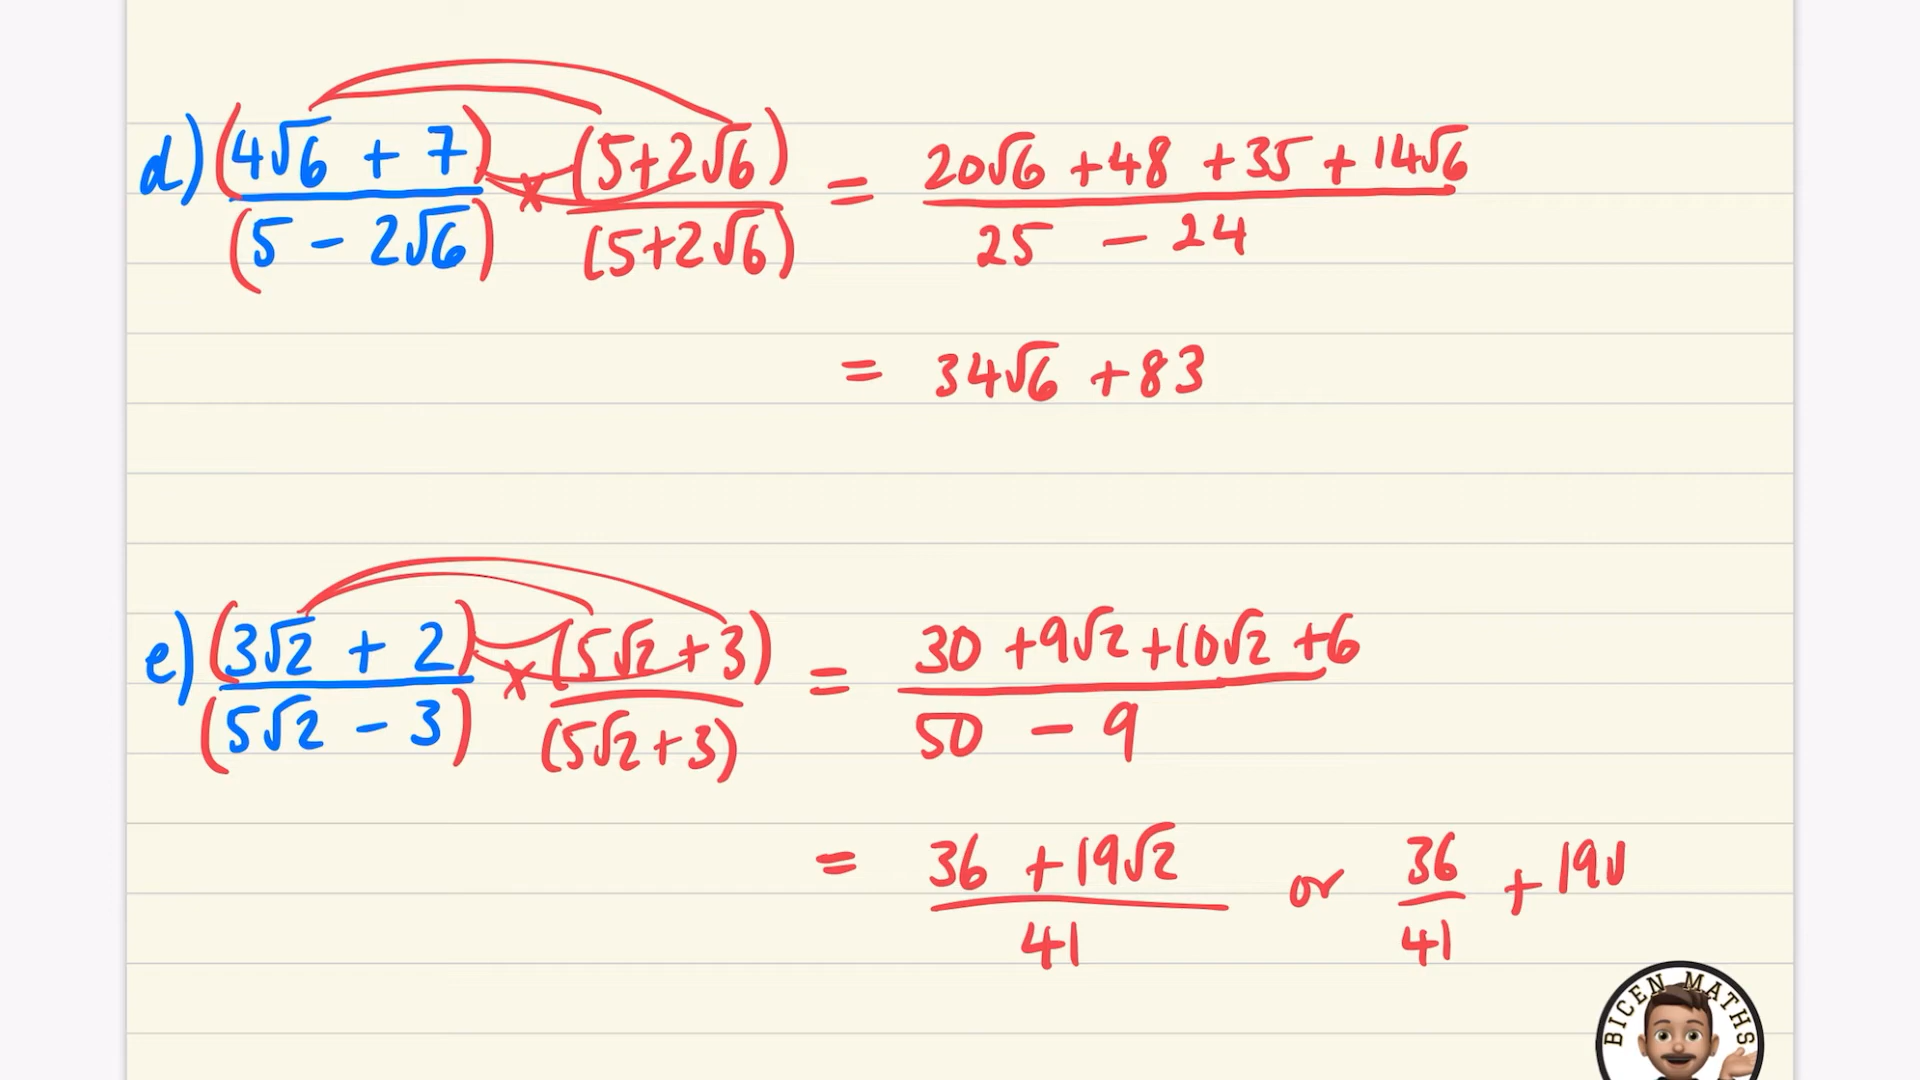 d) (4√6 + 7) / (5 - 2√6) × (5+2√6) / (5+2√6) = (20√6 + 48 + 35 + 14√6) / (25 - 24)
= 34√6 + 83
e) (3√2 + 2) / (5√2 - 3) × (5√2 + 3) / (5√2 + 3) = (30 + 9√2 + 10√2 + 6) / (50 - 9)
= (36 + 19√2) / 41 or 36/41 + 19√
BICEN MATHS